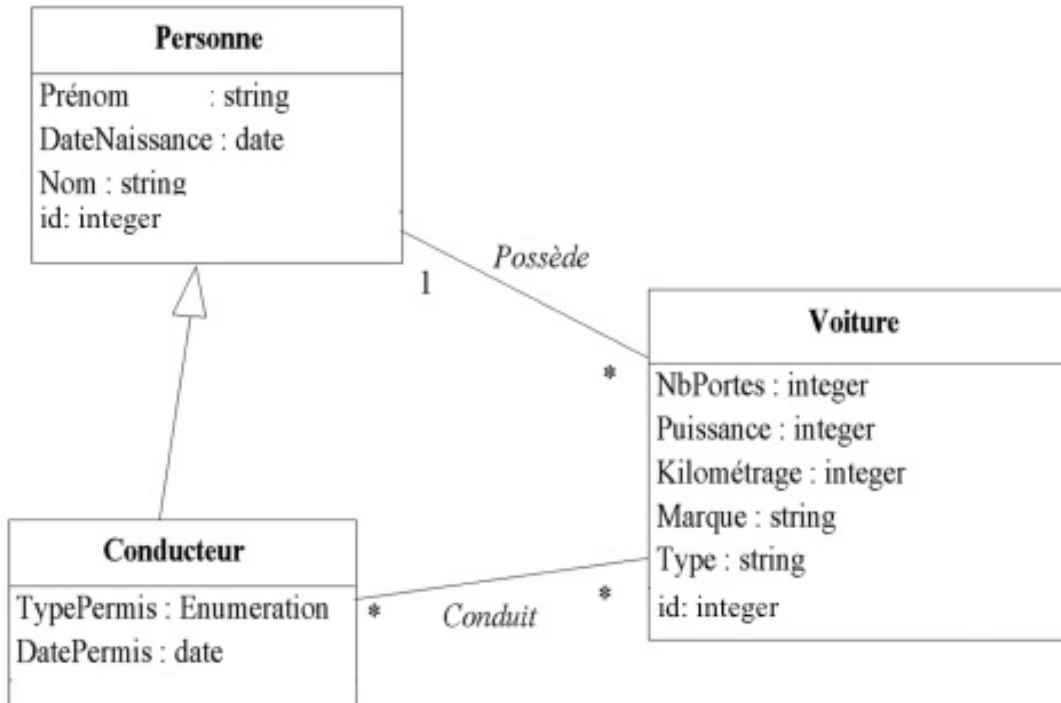 Personne
Prénom : string
DateNaissance : date
Nom : string
id: integer
Possède
1
*
Voiture
NbPortes : integer
Puissance : integer
Kilométrage : integer
Marque : string
Type : string
id: integer
Conducteur
TypePermis : Enumeration
DatePermis : date
*
Conduit
*